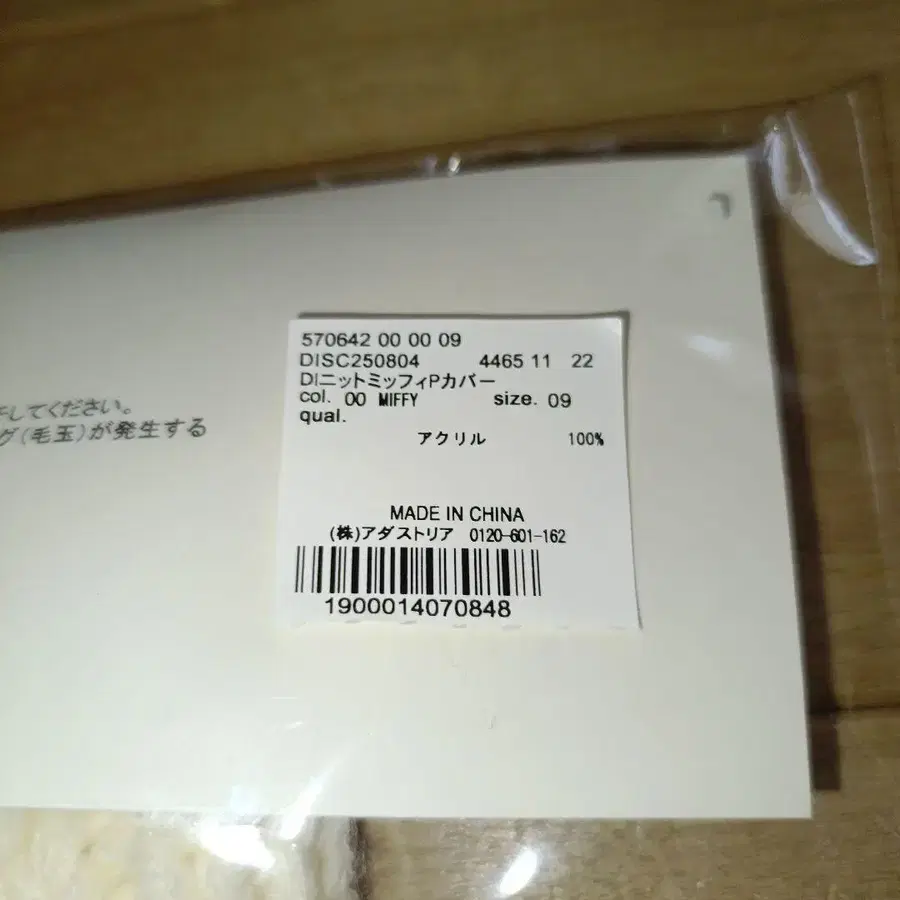 570642 00 00 09
DISC250804 4465 11 22
DIニットミッフィPカバー
col. 00 MIFFY size. 09
qual.
アクリル 100%
MADE IN CHINA
(株)アダストリア 0120-601-162
1900014070848
してください。
グ(毛玉)が発生する